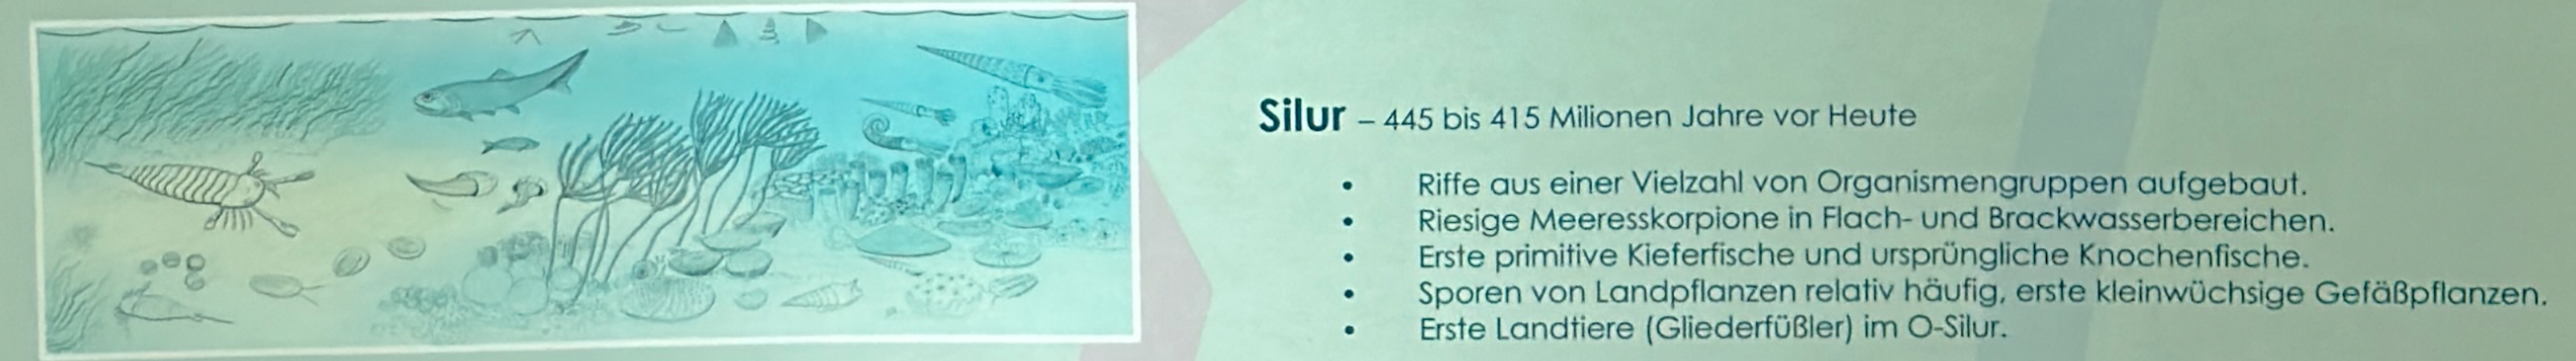 Silur – 445 bis 415 Milionen Jahre vor Heute
• Riffe aus einer Vielzahl von Organismengruppen aufgebaut.
• Riesige Meeresskorpione in Flach- und Brackwasserbereichen.
• Erste primitive Kieferfische und ursprüngliche Knochenfische.
• Sporen von Landpflanzen relativ häufig, erste kleinwüchsige Gefäßpflanzen.
• Erste Landtiere (Gliederfüßler) im O-Silur.